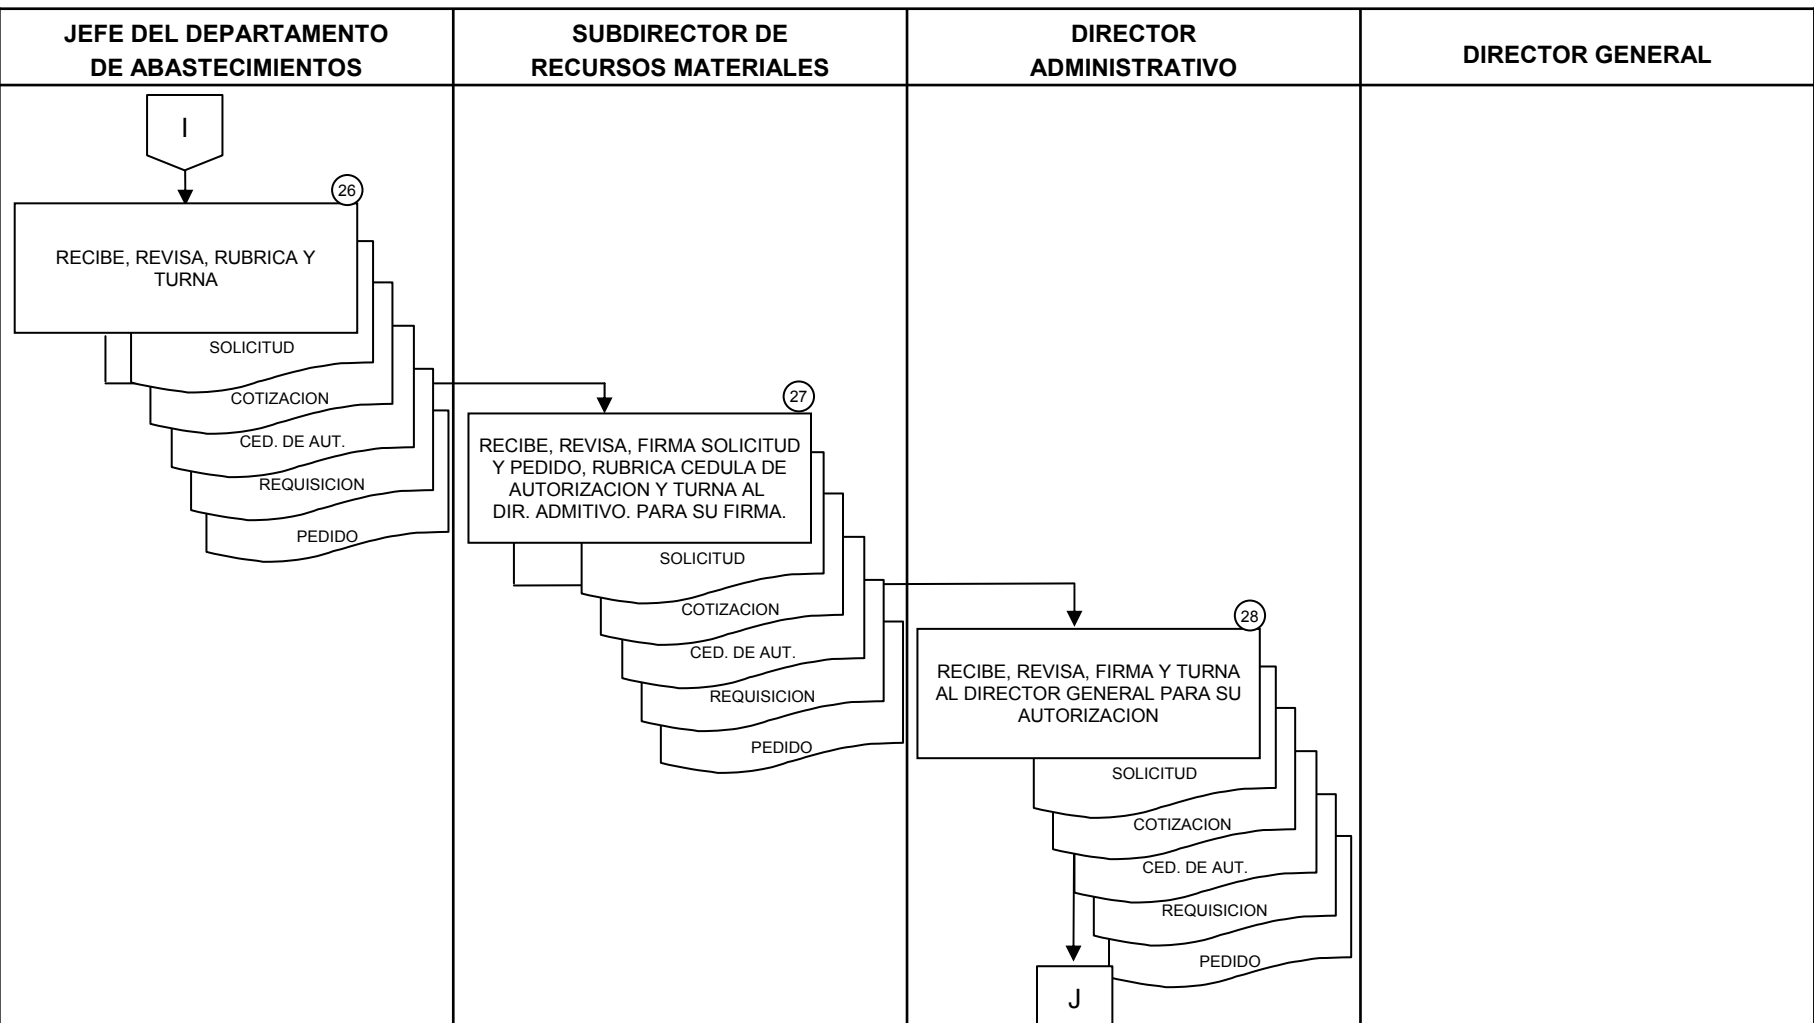 JEFE DEL DEPARTAMENTO
DE ABASTECIMIENTOS
SUBDIRECTOR DE
RECURSOS MATERIALES
DIRECTOR
ADMINISTRATIVO
DIRECTOR GENERAL
I
26
RECIBE, REVISA, RUBRICA Y
TURNA
SOLICITUD
COTIZACION
CED. DE AUT.
REQUISICION
PEDIDO
27
RECIBE, REVISA, FIRMA SOLICITUD
Y PEDIDO, RUBRICA CEDULA DE
AUTORIZACION Y TURNA AL
DIR. ADMITIVO. PARA SU FIRMA.
SOLICITUD
COTIZACION
CED. DE AUT.
REQUISICION
PEDIDO
28
RECIBE, REVISA, FIRMA Y TURNA
AL DIRECTOR GENERAL PARA SU
AUTORIZACION
SOLICITUD
COTIZACION
CED. DE AUT.
REQUISICION
PEDIDO
J